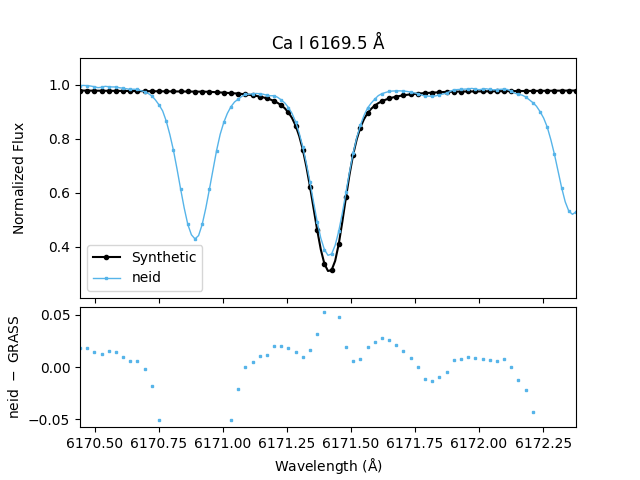 Ca I 6169.5 Å
Normalized Flux
1.0
0.8
0.6
0.4
Synthetic
neid
neid − GRASS
0.05
0.00
−0.05
6170.50 6170.75 6171.00 6171.25 6171.50 6171.75 6172.00 6172.25
Wavelength (Å)